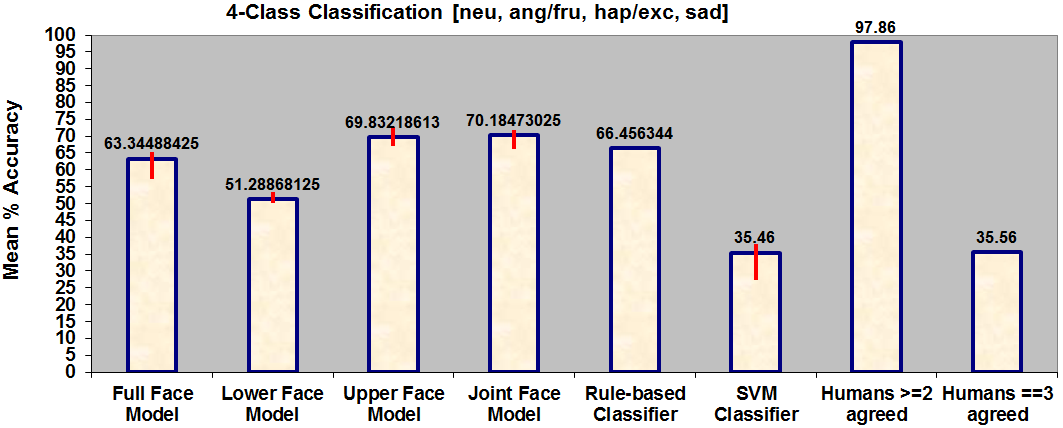 4-Class Classification [neu, ang/fru, hap/exc, sad]
Mean % Accuracy
100
95
90
85
80
75
70
65
60
55
50
45
40
35
30
25
20
15
10
5
0
63.34488425
51.28868125
69.83218613
70.18473025
66.456344
35.46
97.86
35.56
Full Face
Model
Lower Face
Model
Upper Face
Model
Joint Face
Model
Rule-based
Classifier
SVM
Classifier
Humans >=2
agreed
Humans ==3
agreed